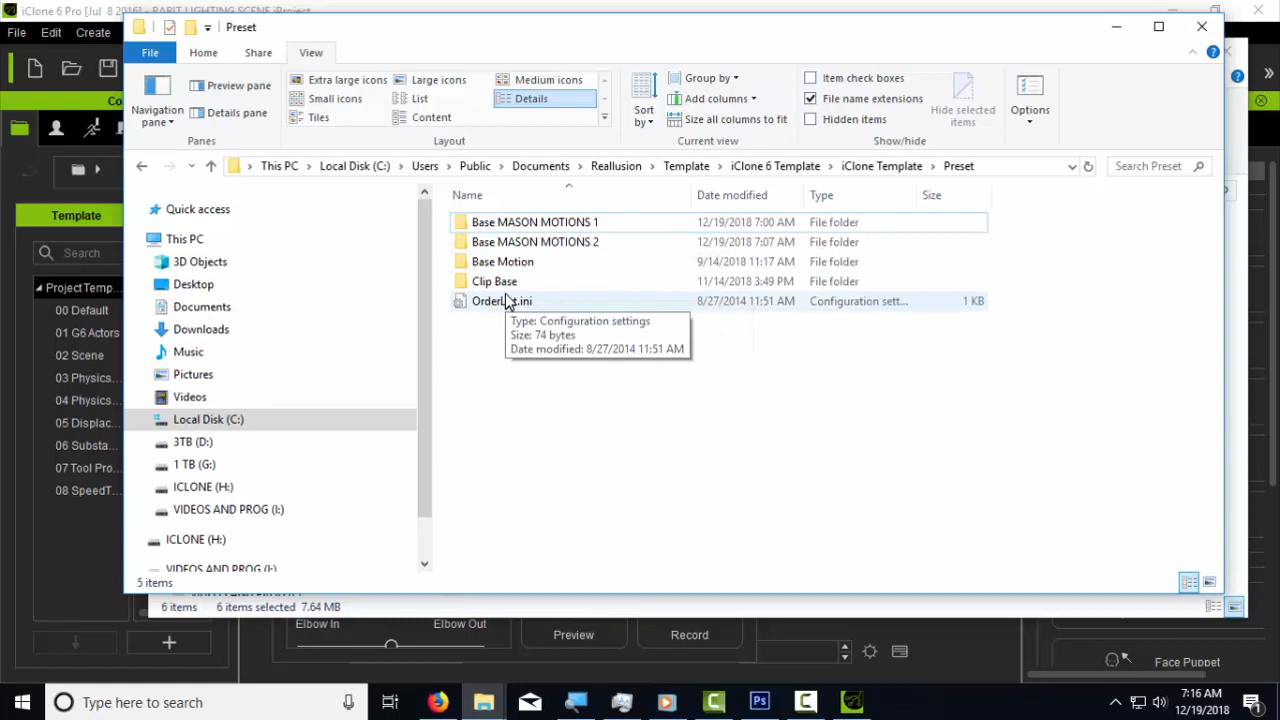 iClone 6 Pro [Jul 8 2016] - RABIT LIGHTING SCENE.iProject
Preset
File Edit Create
File Home Share View
Preview pane
Details pane
Navigation pane
Panes
Extra large icons Large icons Medium icons
Small icons List Details
Tiles Content
Layout
Sort by
Group by
Add columns
Size all columns to fit
Current view
Item check boxes
File name extensions
Hidden items
Hide selected items
Show/hide
Options
Co
This PC Local Disk (C:) Users Public Documents Reallusion Template iClone 6 Template iClone Template Preset
Search Preset
Name Date modified Type Size
Base MASON MOTIONS 1 12/19/2018 7:00 AM File folder
Base MASON MOTIONS 2 12/19/2018 7:07 AM File folder
Base Motion 9/14/2018 11:17 AM File folder
Clip Base 11/14/2018 3:49 PM File folder
8/27/2014 11:51 AM Configuration sett... 1 KB
Type: Configuration settings
Size: 74 bytes
Date modified: 8/27/2014 11:51 AM
Quick access
This PC
3D Objects
Desktop
Documents
Downloads
Music
Pictures
Videos
Local Disk (C:)
3TB (D:)
1 TB (G:)
ICLONE (H:)
VIDEOS AND PROG (I:)
ICLONE (H:)
VIDEOS AND PROG (I:)
Template
Search
ProjectTemp...
00 Default
01 G6 Actors
02 Scene
03 Physics...
04 Physics...
05 Displac...
06 Substa...
07 Tool Pro...
08 SpeedT...
5 items
6 items 6 items selected 7.64 MB
Elbow In Elbow Out
Preview
Record
Face Puppet
Type here to search
7:16 AM
12/19/2018